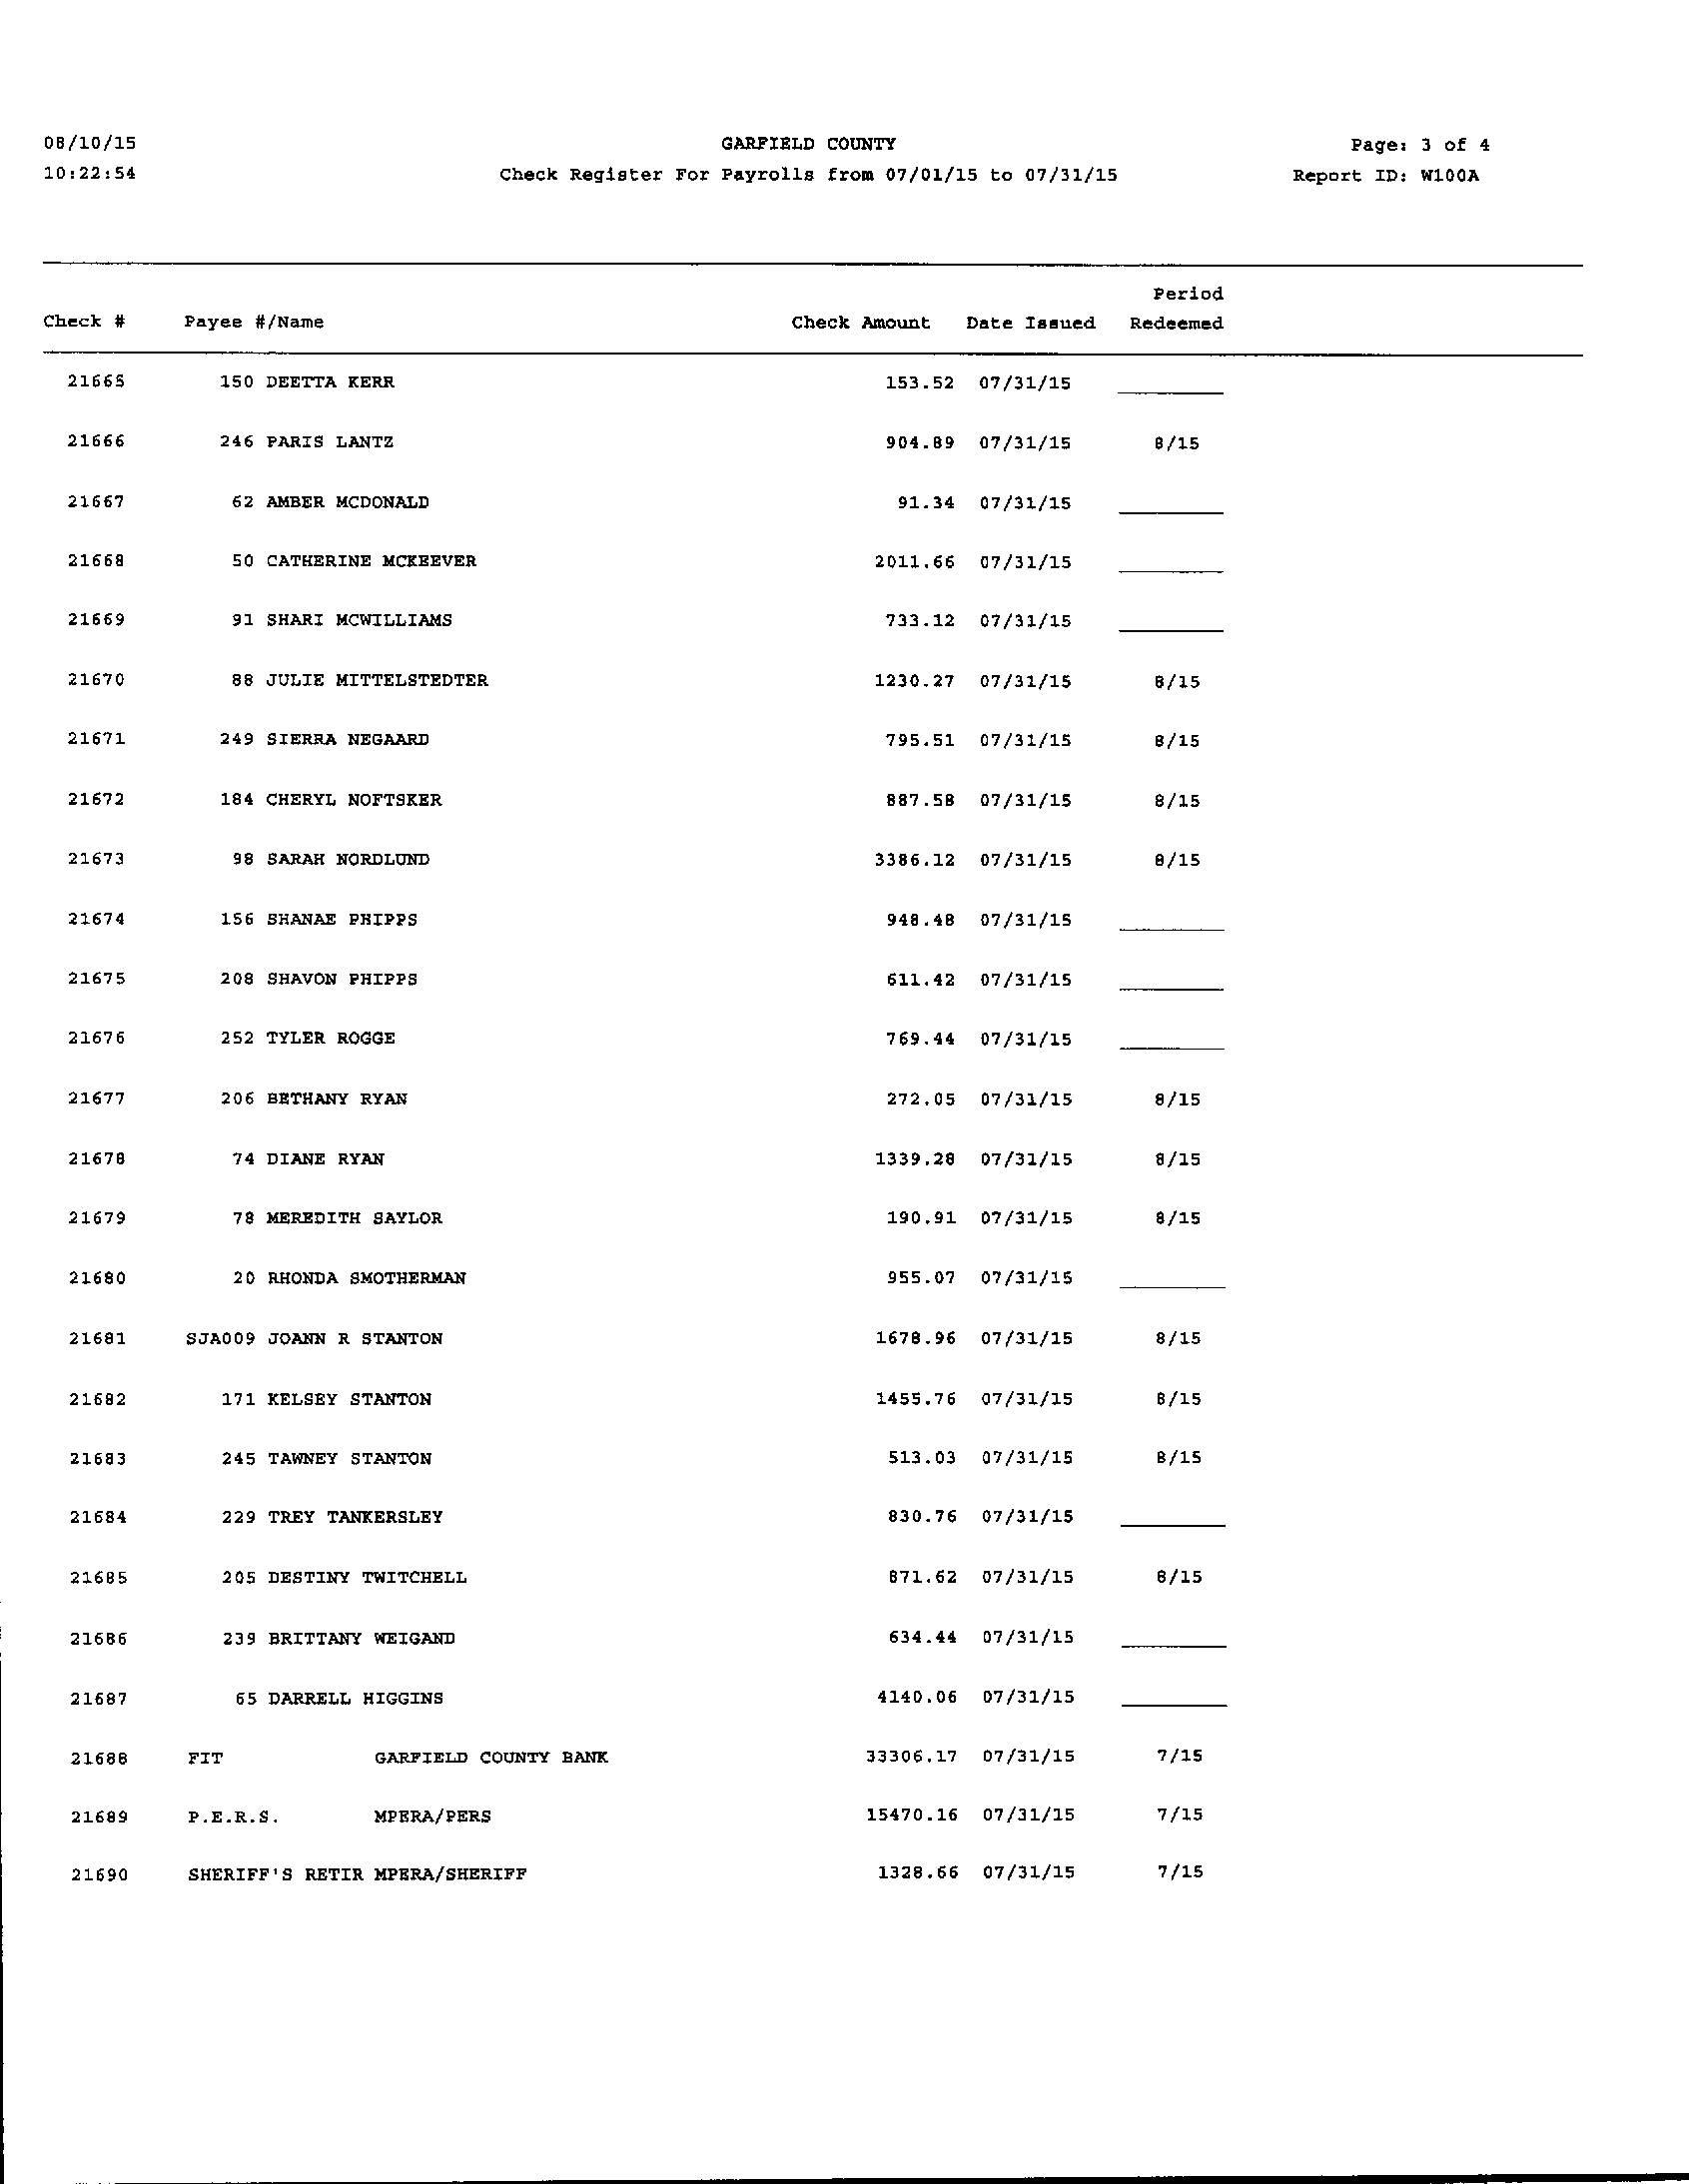 08/10/15 GARFIELD COUNTY Page: 3 of 4
10:22:54 Check Register For Payrolls from 07/01/15 to 07/31/15 Report ID: W100A
Period
Check # Payee #/Name Check Amount Date Issued Redeemed
21665 150 DEETTA KERR 153.52 07/31/15
21666 246 PARIS LANTZ 904.89 07/31/15 8/15
21667 62 AMBER MCDONALD 91.34 07/31/15
21668 50 CATHERINE MCKEEVER 2011.66 07/31/15
21669 91 SHARI MCWILLIAMS 733.12 07/31/15
21670 88 JULIE MITTELSTEDTER 1230.27 07/31/15 8/15
21671 249 SIERRA NEGAARD 795.51 07/31/15 8/15
21672 184 CHERYL NOFTSKER 887.58 07/31/15 8/15
21673 98 SARAH NORDLUND 3386.12 07/31/15 8/15
21674 156 SHANAE PHIPPS 948.48 07/31/15
21675 208 SHAVON PHIPPS 611.42 07/31/15
21676 252 TYLER ROGGE 769.44 07/31/15
21677 206 BETHANY RYAN 272.05 07/31/15 8/15
21678 74 DIANE RYAN 1339.28 07/31/15 8/15
21679 78 MEREDITH SAYLOR 190.91 07/31/15 8/15
21680 20 RHONDA SMOTHERMAN 955.07 07/31/15
21681 SJA009 JOANN R STANTON 1678.96 07/31/15 8/15
21682 171 KELSEY STANTON 1455.76 07/31/15 8/15
21683 245 TAWNEY STANTON 513.03 07/31/15 8/15
21684 229 TREY TANKERSLEY 830.76 07/31/15
21685 205 DESTINY TWITCHELL 871.62 07/31/15 8/15
21686 239 BRITTANY WEIGAND 634.44 07/31/15
21687 65 DARRELL HIGGINS 4140.06 07/31/15
21688 FIT GARFIELD COUNTY BANK 33306.17 07/31/15 7/15
21689 P.E.R.S. MPERA/PERS 15470.16 07/31/15 7/15
21690 SHERIFF'S RETIR MPERA/SHERIFF 1328.66 07/31/15 7/15